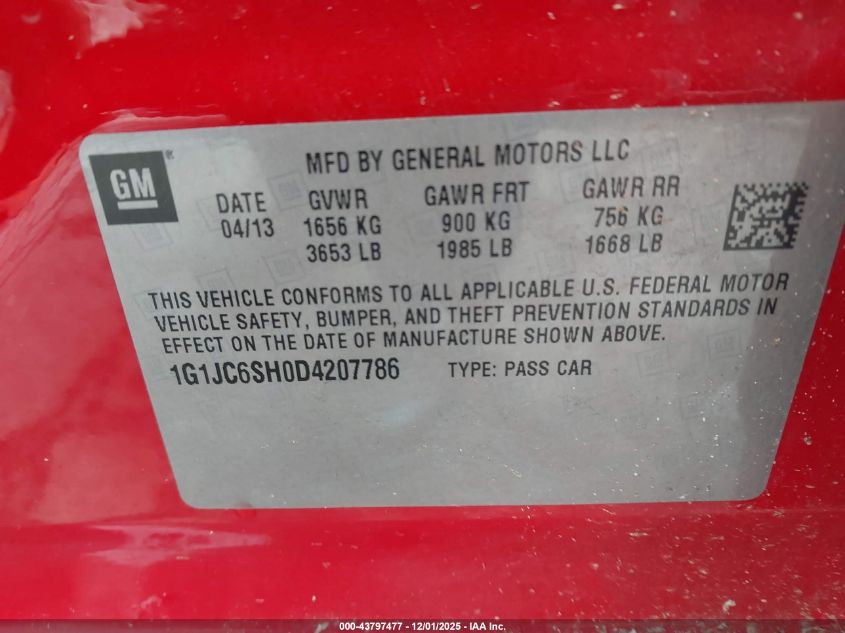 GM ®
MFD BY GENERAL MOTORS LLC
DATE GVWR GAWR FRT GAWR RR
04/13 1656 KG 900 KG 756 KG
3653 LB 1985 LB 1668 LB
THIS VEHICLE CONFORMS TO ALL APPLICABLE U.S. FEDERAL MOTOR
VEHICLE SAFETY, BUMPER, AND THEFT PREVENTION STANDARDS IN
EFFECT ON THE DATE OF MANUFACTURE SHOWN ABOVE.
1G1JC6SH0D4207786 TYPE: PASS CAR
000-43797477 - 12/01/2025 - IAA Inc.